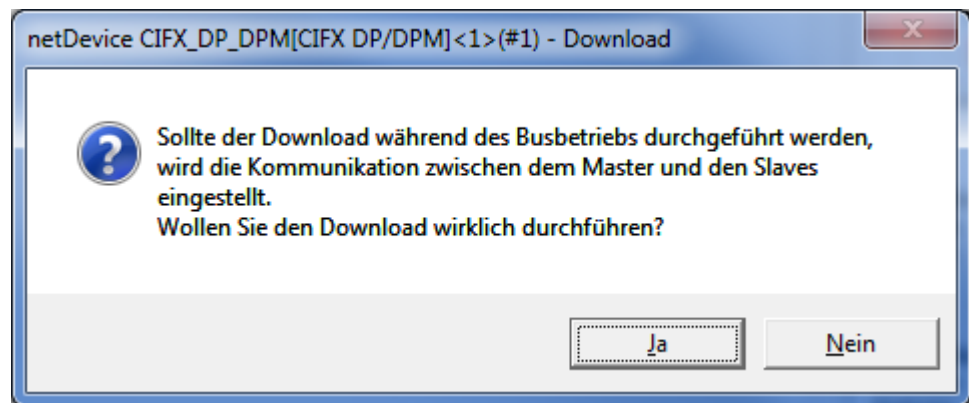 netDevice CIFX_DP_DPM[CIFX DP/DPM]<1>(#1) - Download
Sollte der Download während des Busbetriebs durchgeführt werden,
wird die Kommunikation zwischen dem Master und den Slaves
eingestellt.
Wollen Sie den Download wirklich durchführen?
Ja
Nein